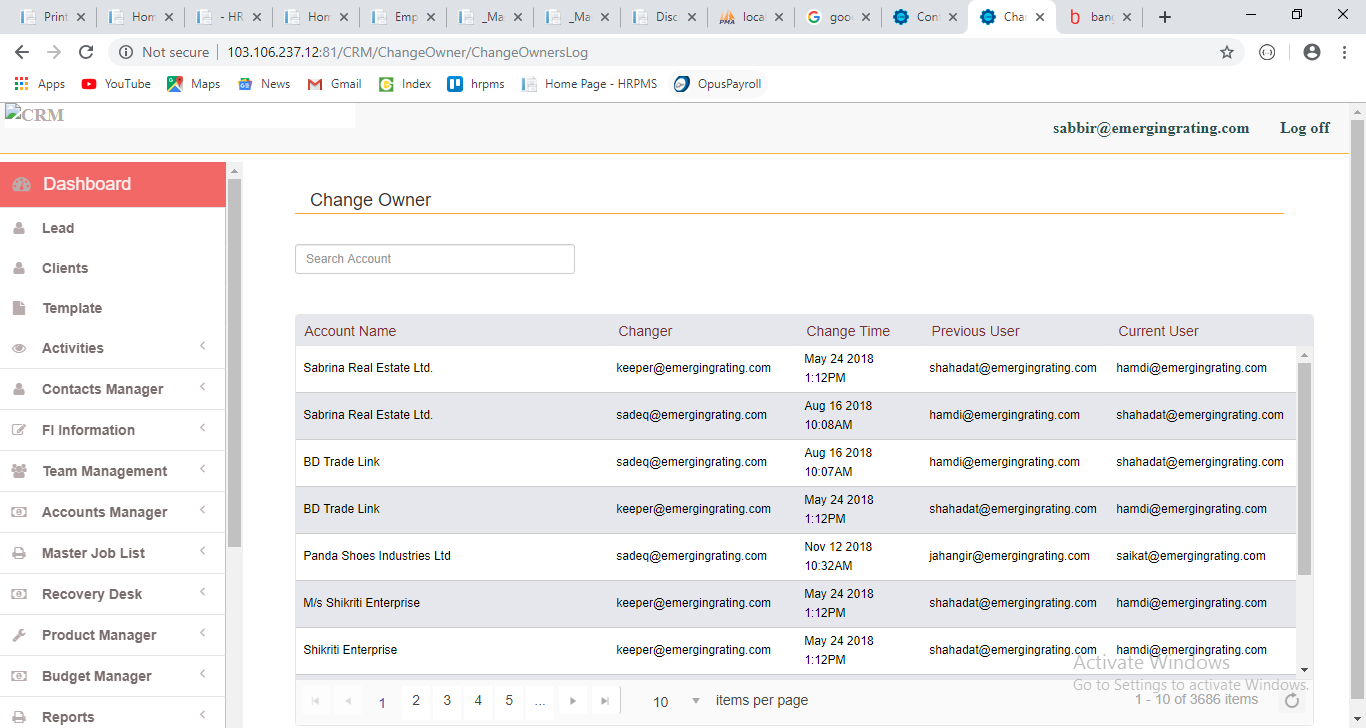 Print
Hom
- HR
Hom
Emp
_Ma
_Ma
Disc
loca
goo
Con
Cha
bang
Not secure
103.106.237.12:81/CRM/ChangeOwner/ChangeOwnersLog
Apps
YouTube
Maps
News
Gmail
Index
hrpms
Home Page - HRPMS
OpusPayroll
CRM
sabbir@emergingrating.com
Log off
Dashboard
Lead
Clients
Template
Activities
Contacts Manager
FI Information
Team Management
Accounts Manager
Master Job List
Recovery Desk
Product Manager
Budget Manager
Reports
Change Owner
Search Account
Account Name Changer Change Time Previous User Current User
Sabrina Real Estate Ltd. keeper@emergingrating.com May 24 2018 1:12PM shahadat@emergingrating.com hamdi@emergingrating.com
Sabrina Real Estate Ltd. sadeq@emergingrating.com Aug 16 2018 10:08AM hamdi@emergingrating.com shahadat@emergingrating.com
BD Trade Link sadeq@emergingrating.com Aug 16 2018 10:07AM hamdi@emergingrating.com shahadat@emergingrating.com
BD Trade Link keeper@emergingrating.com May 24 2018 1:12PM shahadat@emergingrating.com hamdi@emergingrating.com
Panda Shoes Industries Ltd sadeq@emergingrating.com Nov 12 2018 10:32AM jahangir@emergingrating.com saikat@emergingrating.com
M/s Shikriti Enterprise keeper@emergingrating.com May 24 2018 1:12PM shahadat@emergingrating.com hamdi@emergingrating.com
Shikriti Enterprise keeper@emergingrating.com May 24 2018 1:12PM shahadat@emergingrating.com hamdi@emergingrating.com
Activate Windows
Go to Settings to activate Windows.
1 2 3 4 5 ... 10 items per page 1 - 10 of 3686 items